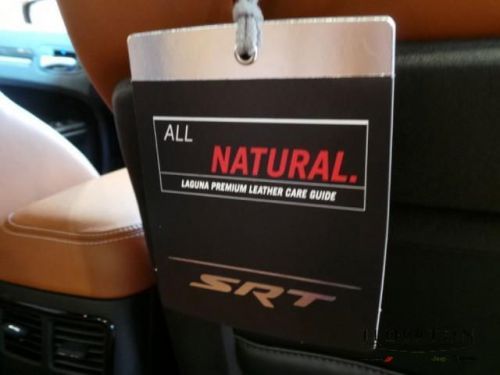 ALL
NATURAL.
LAGUNA PREMIUM LEATHER CARE GUIDE
SRT